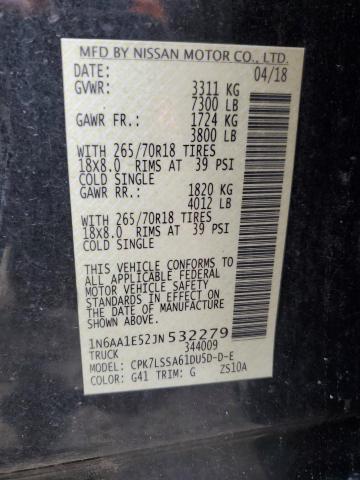 MFD BY NISSAN MOTOR CO., LTD.
DATE: 04/18
GVWR: 3311 KG
7300 LB
GAWR FR.: 1724 KG
3800 LB
WITH 265/70R18 TIRES
18X8.0 RIMS AT 39 PSI
COLD SINGLE
GAWR RR.: 1820 KG
4012 LB
WITH 265/70R18 TIRES
18X8.0 RIMS AT 39 PSI
COLD SINGLE
THIS VEHICLE CONFORMS TO
ALL APPLICABLE FEDERAL
MOTOR VEHICLE SAFETY
STANDARDS IN EFFECT ON
THE DATE OF MANUFACTURE
SHOWN ABOVE.
1N6AA1E52JN532279
TRUCK 344009
MODEL: CPK7LSSA61DU5D-D-E
COLOR: G41 TRIM: G ZS10A